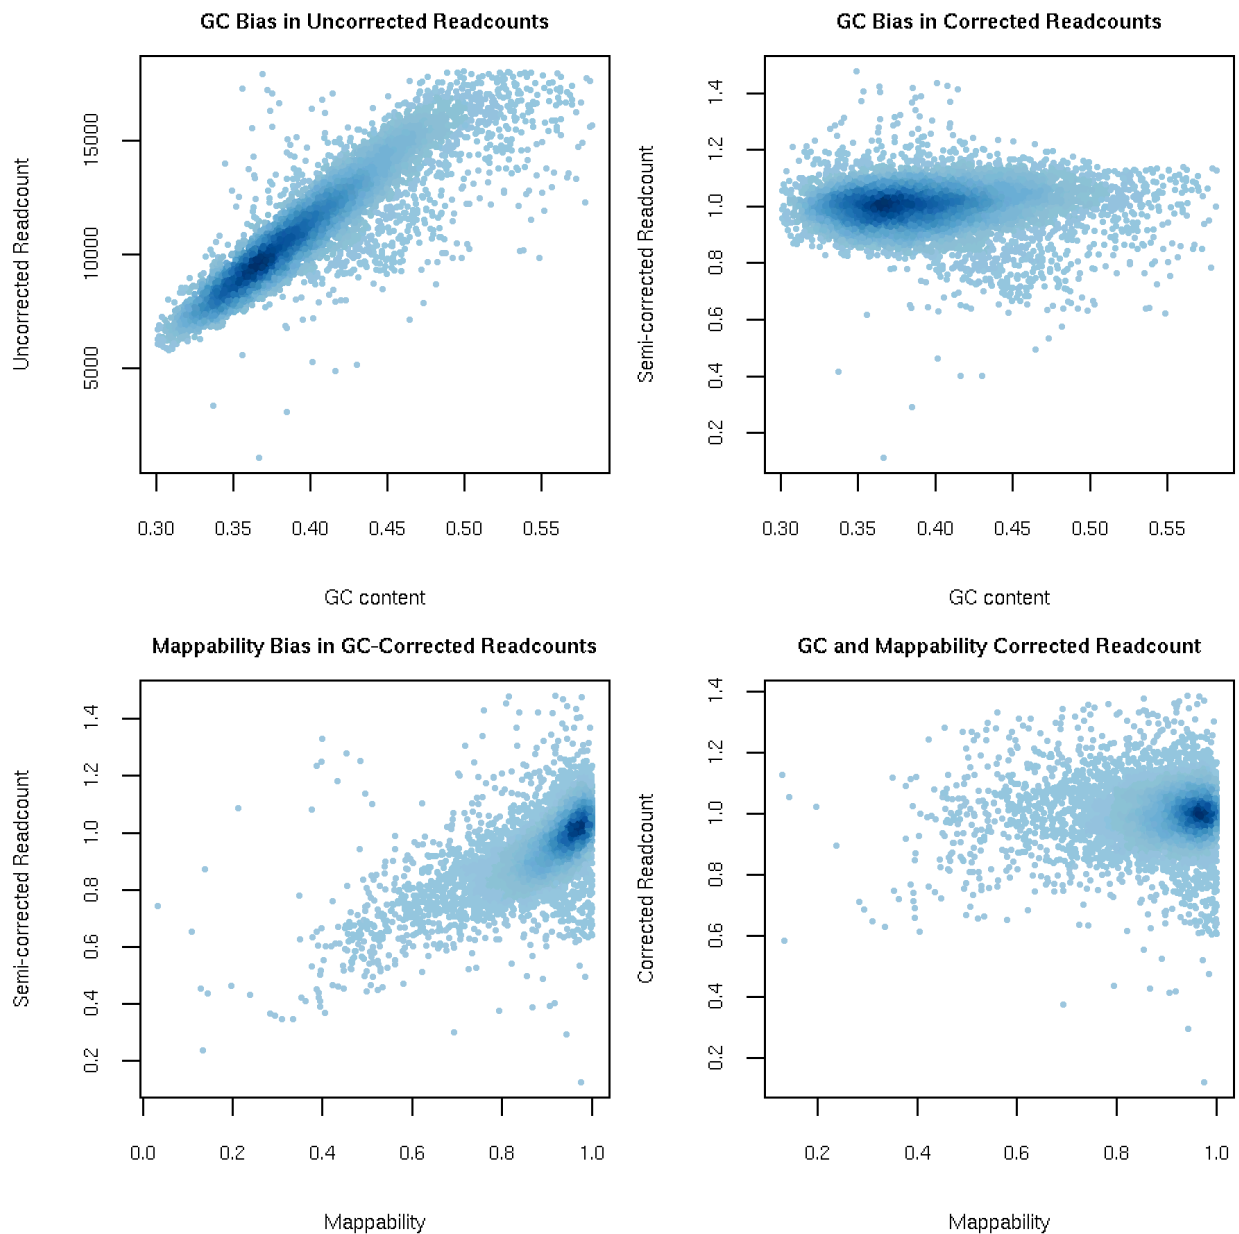 GC Bias in Uncorrected Readcounts
Uncorrected Readcount
15000
10000
5000
0.30 0.35 0.40 0.45 0.50 0.55
GC content
GC Bias in Corrected Readcounts
Semi-corrected Readcount
1.4
1.2
1.0
0.8
0.6
0.4
0.2
0.30 0.35 0.40 0.45 0.50 0.55
GC content
Mappability Bias in GC-Corrected Readcounts
Semi-corrected Readcount
1.4
1.2
1.0
0.8
0.6
0.4
0.2
0.0 0.2 0.4 0.6 0.8 1.0
Mappability
GC and Mappability Corrected Readcount
Corrected Readcount
1.4
1.2
1.0
0.8
0.6
0.4
0.2
0.2 0.4 0.6 0.8 1.0
Mappability